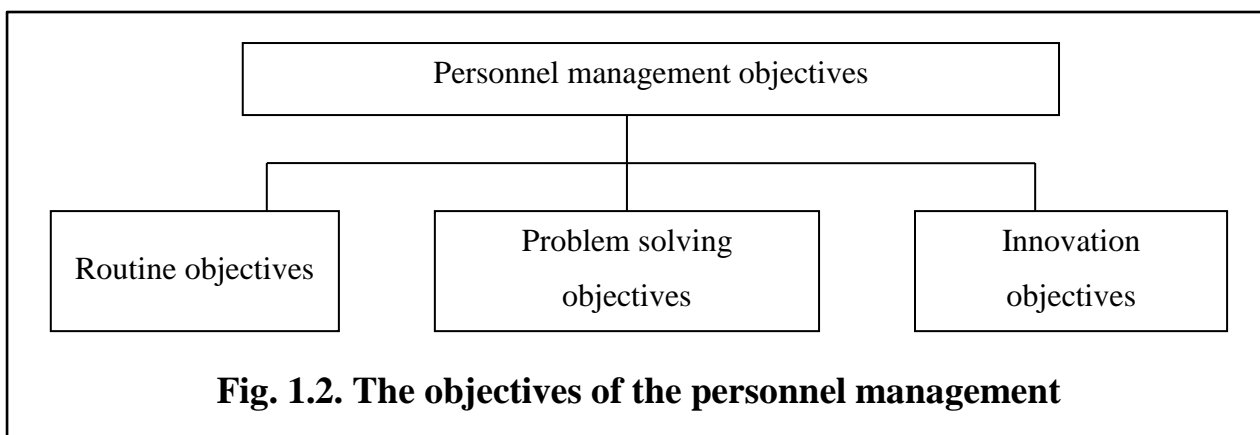 Personnel management objectives
Routine objectives
Problem solving
objectives
Innovation
objectives
Fig. 1.2. The objectives of the personnel management